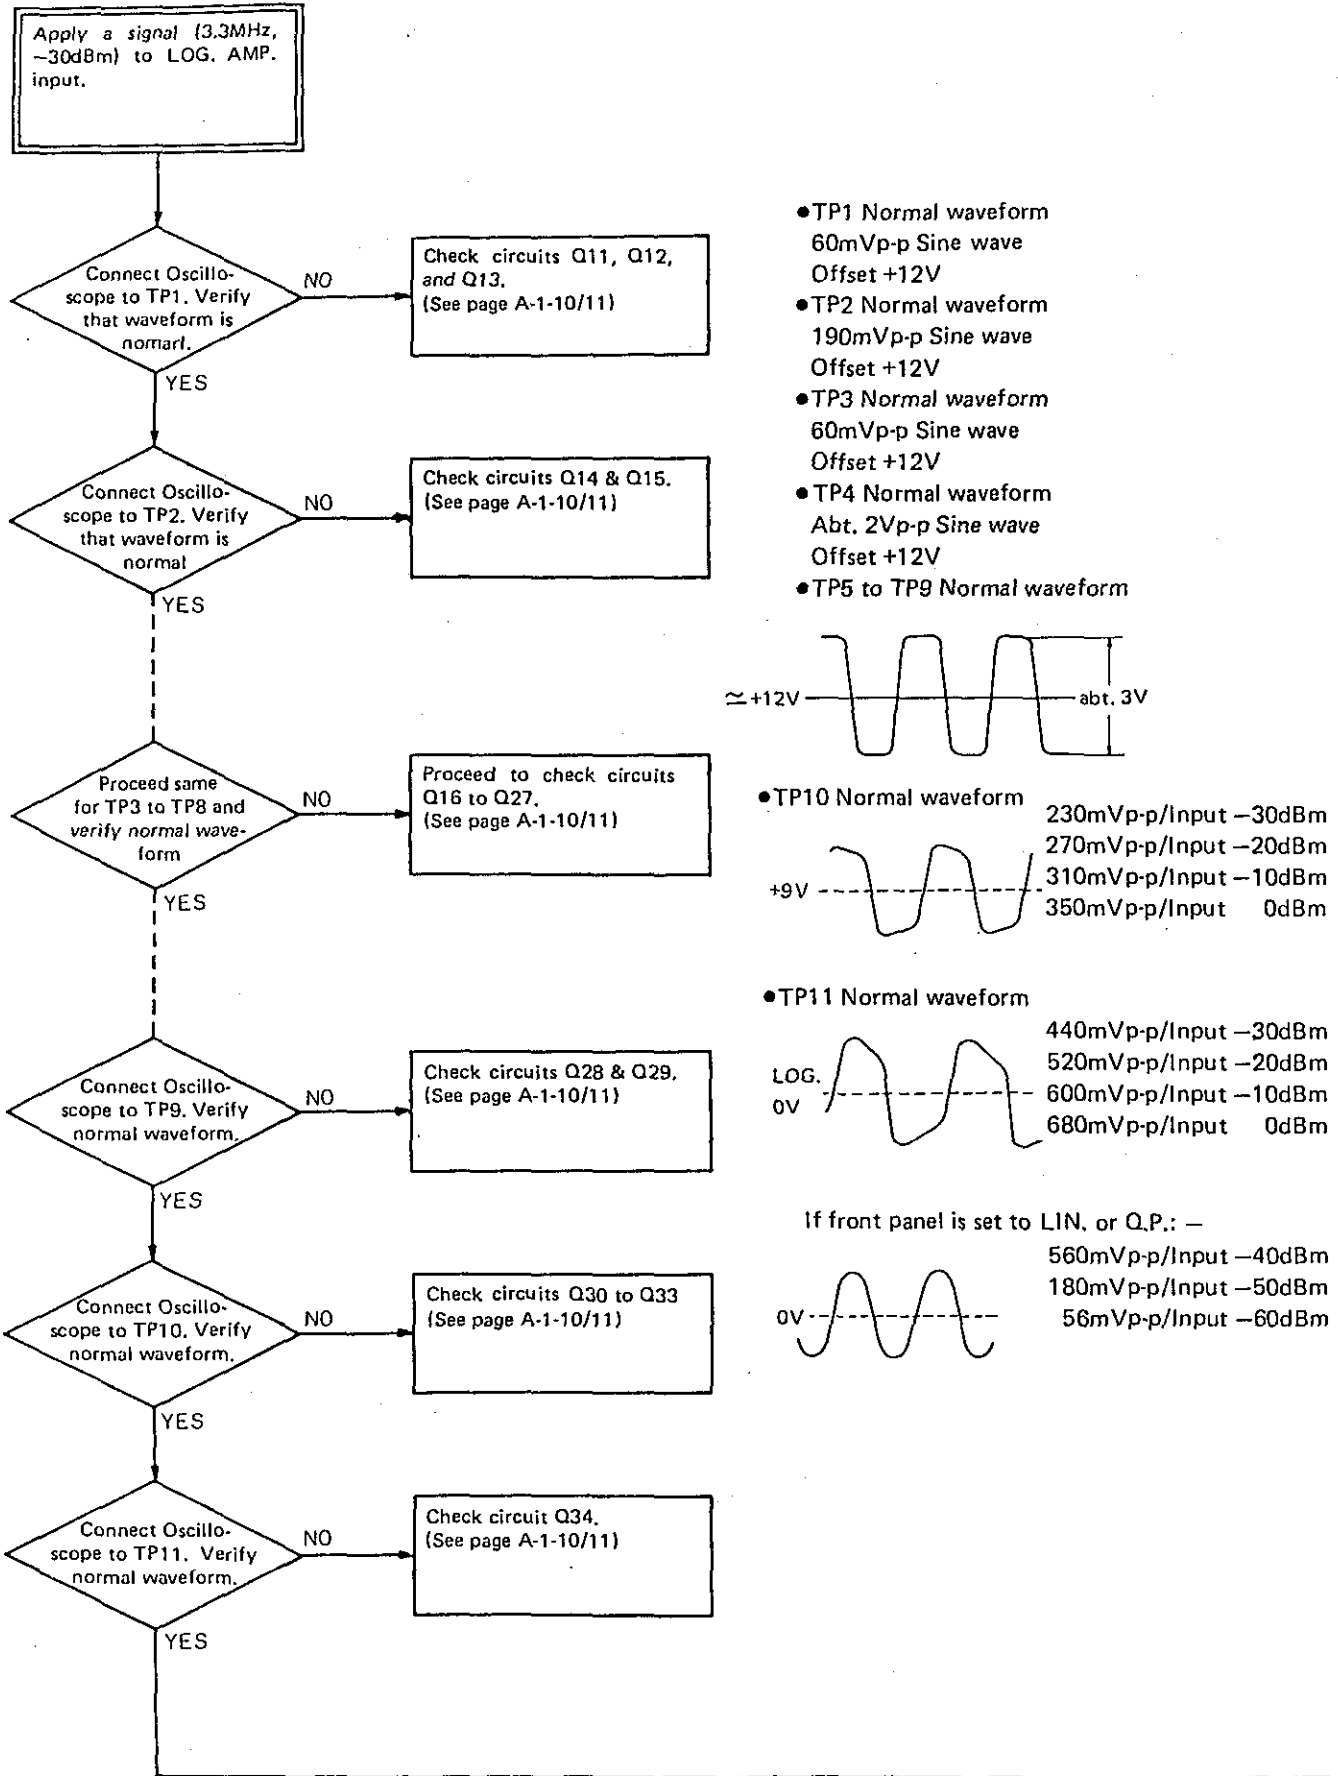 Apply a signal (3.3MHz,
−30dBm) to LOG. AMP.
input.
Connect Oscillo-
scope to TP1. Verify
that waveform is
nomarl.
NO
YES
Check circuits Q11, Q12,
and Q13.
(See page A-1-10/11)
Connect Oscillo-
scope to TP2. Verify
that waveform is
normal
NO
YES
Check circuits Q14 & Q15.
(See page A-1-10/11)
Proceed same
for TP3 to TP8 and
verify normal wave-
form
NO
YES
Proceed to check circuits
Q16 to Q27.
(See page A-1-10/11)
Connect Oscillo-
scope to TP9. Verify
normal waveform.
NO
YES
Check circuits Q28 & Q29.
(See page A-1-10/11)
Connect Oscillo-
scope to TP10. Verify
normal waveform.
NO
YES
Check circuits Q30 to Q33
(See page A-1-10/11)
Connect Oscillo-
scope to TP11. Verify
normal waveform.
NO
YES
Check circuit Q34.
(See page A-1-10/11)
●TP1 Normal waveform
60mVp-p Sine wave
Offset +12V
●TP2 Normal waveform
190mVp-p Sine wave
Offset +12V
●TP3 Normal waveform
60mVp-p Sine wave
Offset +12V
●TP4 Normal waveform
Abt. 2Vp-p Sine wave
Offset +12V
●TP5 to TP9 Normal waveform
≃+12V
abt. 3V
●TP10 Normal waveform
230mVp-p/Input −30dBm
270mVp-p/Input −20dBm
310mVp-p/Input −10dBm
350mVp-p/Input 0dBm
+9V
●TP11 Normal waveform
440mVp-p/Input −30dBm
520mVp-p/Input −20dBm
600mVp-p/Input −10dBm
680mVp-p/Input 0dBm
LOG.
0V
If front panel is set to LIN. or Q.P.: −
560mVp-p/Input −40dBm
180mVp-p/Input −50dBm
56mVp-p/Input −60dBm
0V